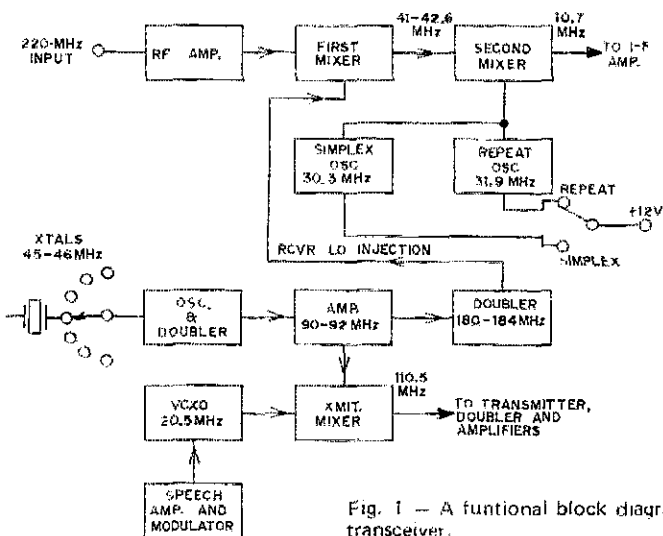 220-MHz
INPUT
RF AMP.
FIRST
MIXER
41-42.6
MHz
SECOND
MIXER
10.7
MHz
TO I-F
AMP.
SIMPLEX
OSC
30.3 MHz
REPEAT
OSC
31.9 MHz
REPEAT
+12V
SIMPLEX
XTALS
45-46MHz
RCVR LO INJECTION
OSC.
&
DOUBLER
AMP.
90-92 MHz
DOUBLER
180-184MHz
VCXO
20.5MHz
XMIT.
MIXER
110.5
MHz
TO TRANSMITTER,
DOUBLER AND
AMPLIFIERS
SPEECH
AMP. AND
MODULATOR
Fig. 1 — A funtional block diagr
transceiver.